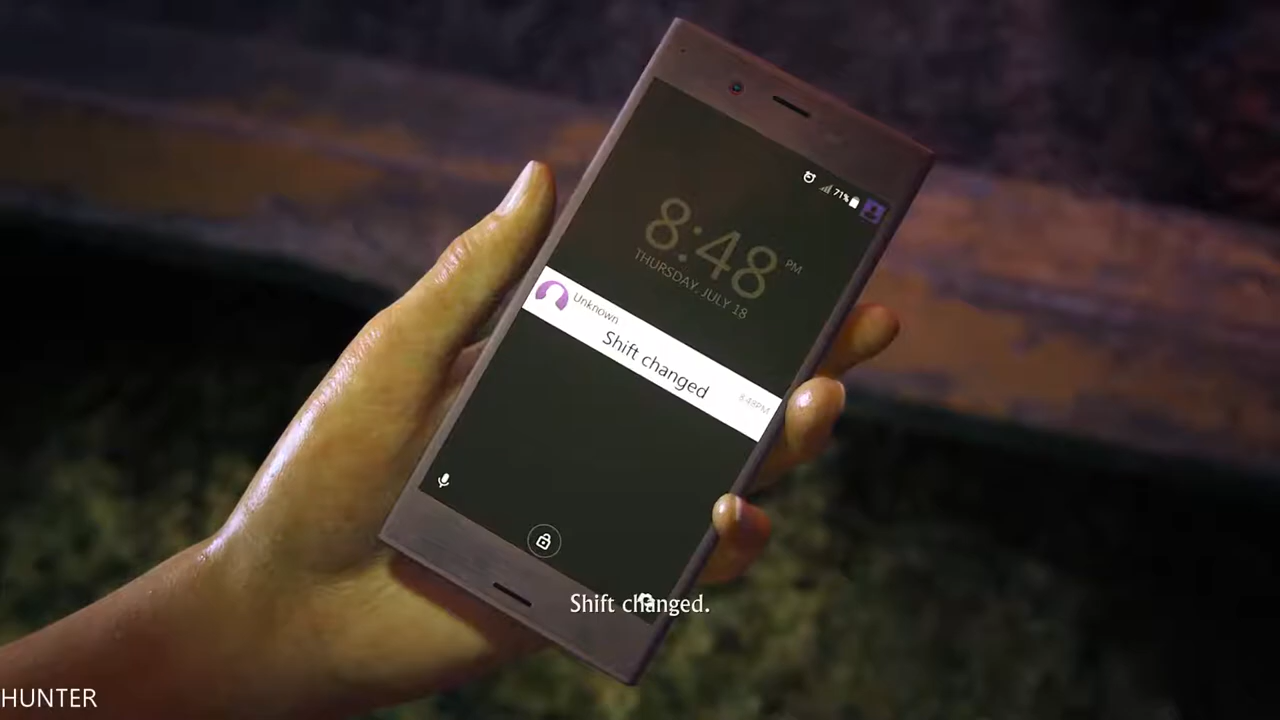 71%
8:48 PM
THURSDAY, JULY 18
Unknown
Shift changed
8:48PM
Shift changed.
HUNTER